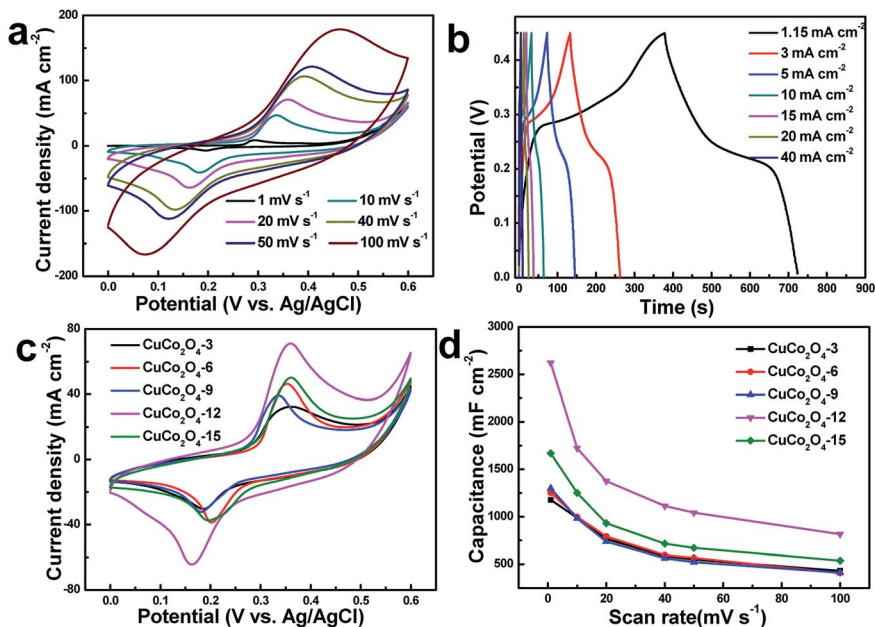 a
Current density (mA cm⁻²)
200
100
0
-100
-200
1 mV s⁻¹ 10 mV s⁻¹
20 mV s⁻¹ 40 mV s⁻¹
50 mV s⁻¹ 100 mV s⁻¹
0.0 0.1 0.2 0.3 0.4 0.5 0.6
Potential (V vs. Ag/AgCl)
b
Potential (V)
0.4
0.3
0.2
0.1
0.0
1.15 mA cm⁻²
3 mA cm⁻²
5 mA cm⁻²
10 mA cm⁻²
15 mA cm⁻²
20 mA cm⁻²
40 mA cm⁻²
0 100 200 300 400 500 600 700 800 900
Time (s)
c
Current density (mA cm⁻²)
80
40
0
-40
-80
CuCo₂O₄-3
CuCo₂O₄-6
CuCo₂O₄-9
CuCo₂O₄-12
CuCo₂O₄-15
0.0 0.1 0.2 0.3 0.4 0.5 0.6
Potential (V vs. Ag/AgCl)
d
Capacitance (mF cm⁻²)
3000
2500
2000
1500
1000
500
CuCo₂O₄-3
CuCo₂O₄-6
CuCo₂O₄-9
CuCo₂O₄-12
CuCo₂O₄-15
0 20 40 60 80 100
Scan rate(mV s⁻¹)